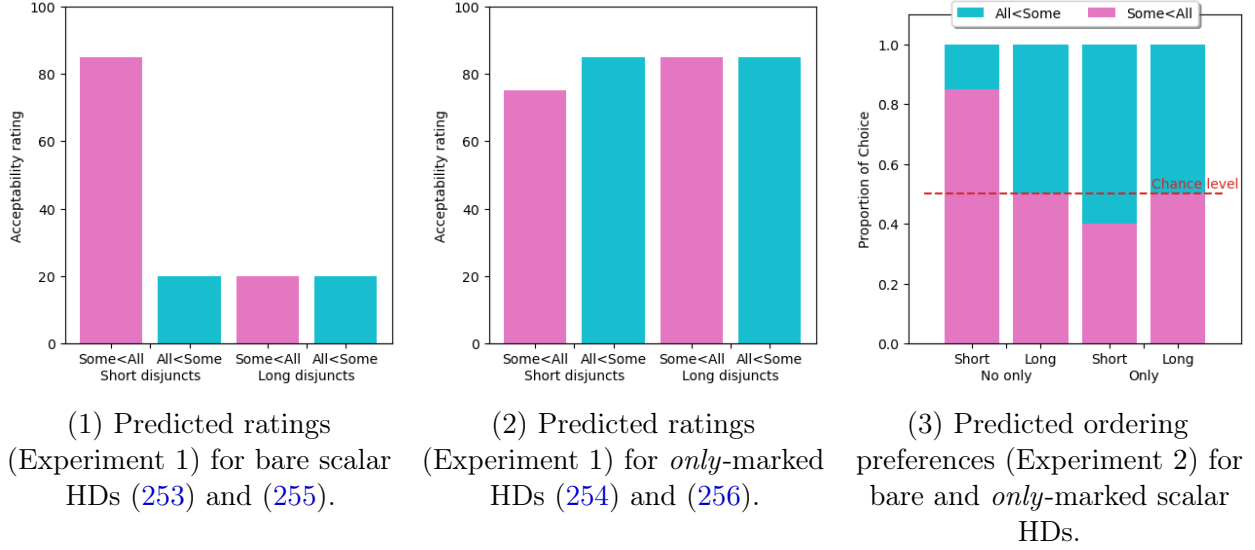 100
80
60
40
20
0
Acceptability rating
Some<All All<Some Some<All All<Some
Short disjuncts Long disjuncts
(1) Predicted ratings
(Experiment 1) for bare scalar
HDs (253) and (255).
100
80
60
40
20
0
Acceptability rating
Some<All All<Some Some<All All<Some
Short disjuncts Long disjuncts
(2) Predicted ratings
(Experiment 1) for only-marked
HDs (254) and (256).
All<Some Some<All
1.0
0.8
0.6
0.4
0.2
0.0
Proportion of Choice
Chance level
Short Long Short Long
No only Only
(3) Predicted ordering
preferences (Experiment 2) for
bare and only-marked scalar
HDs.